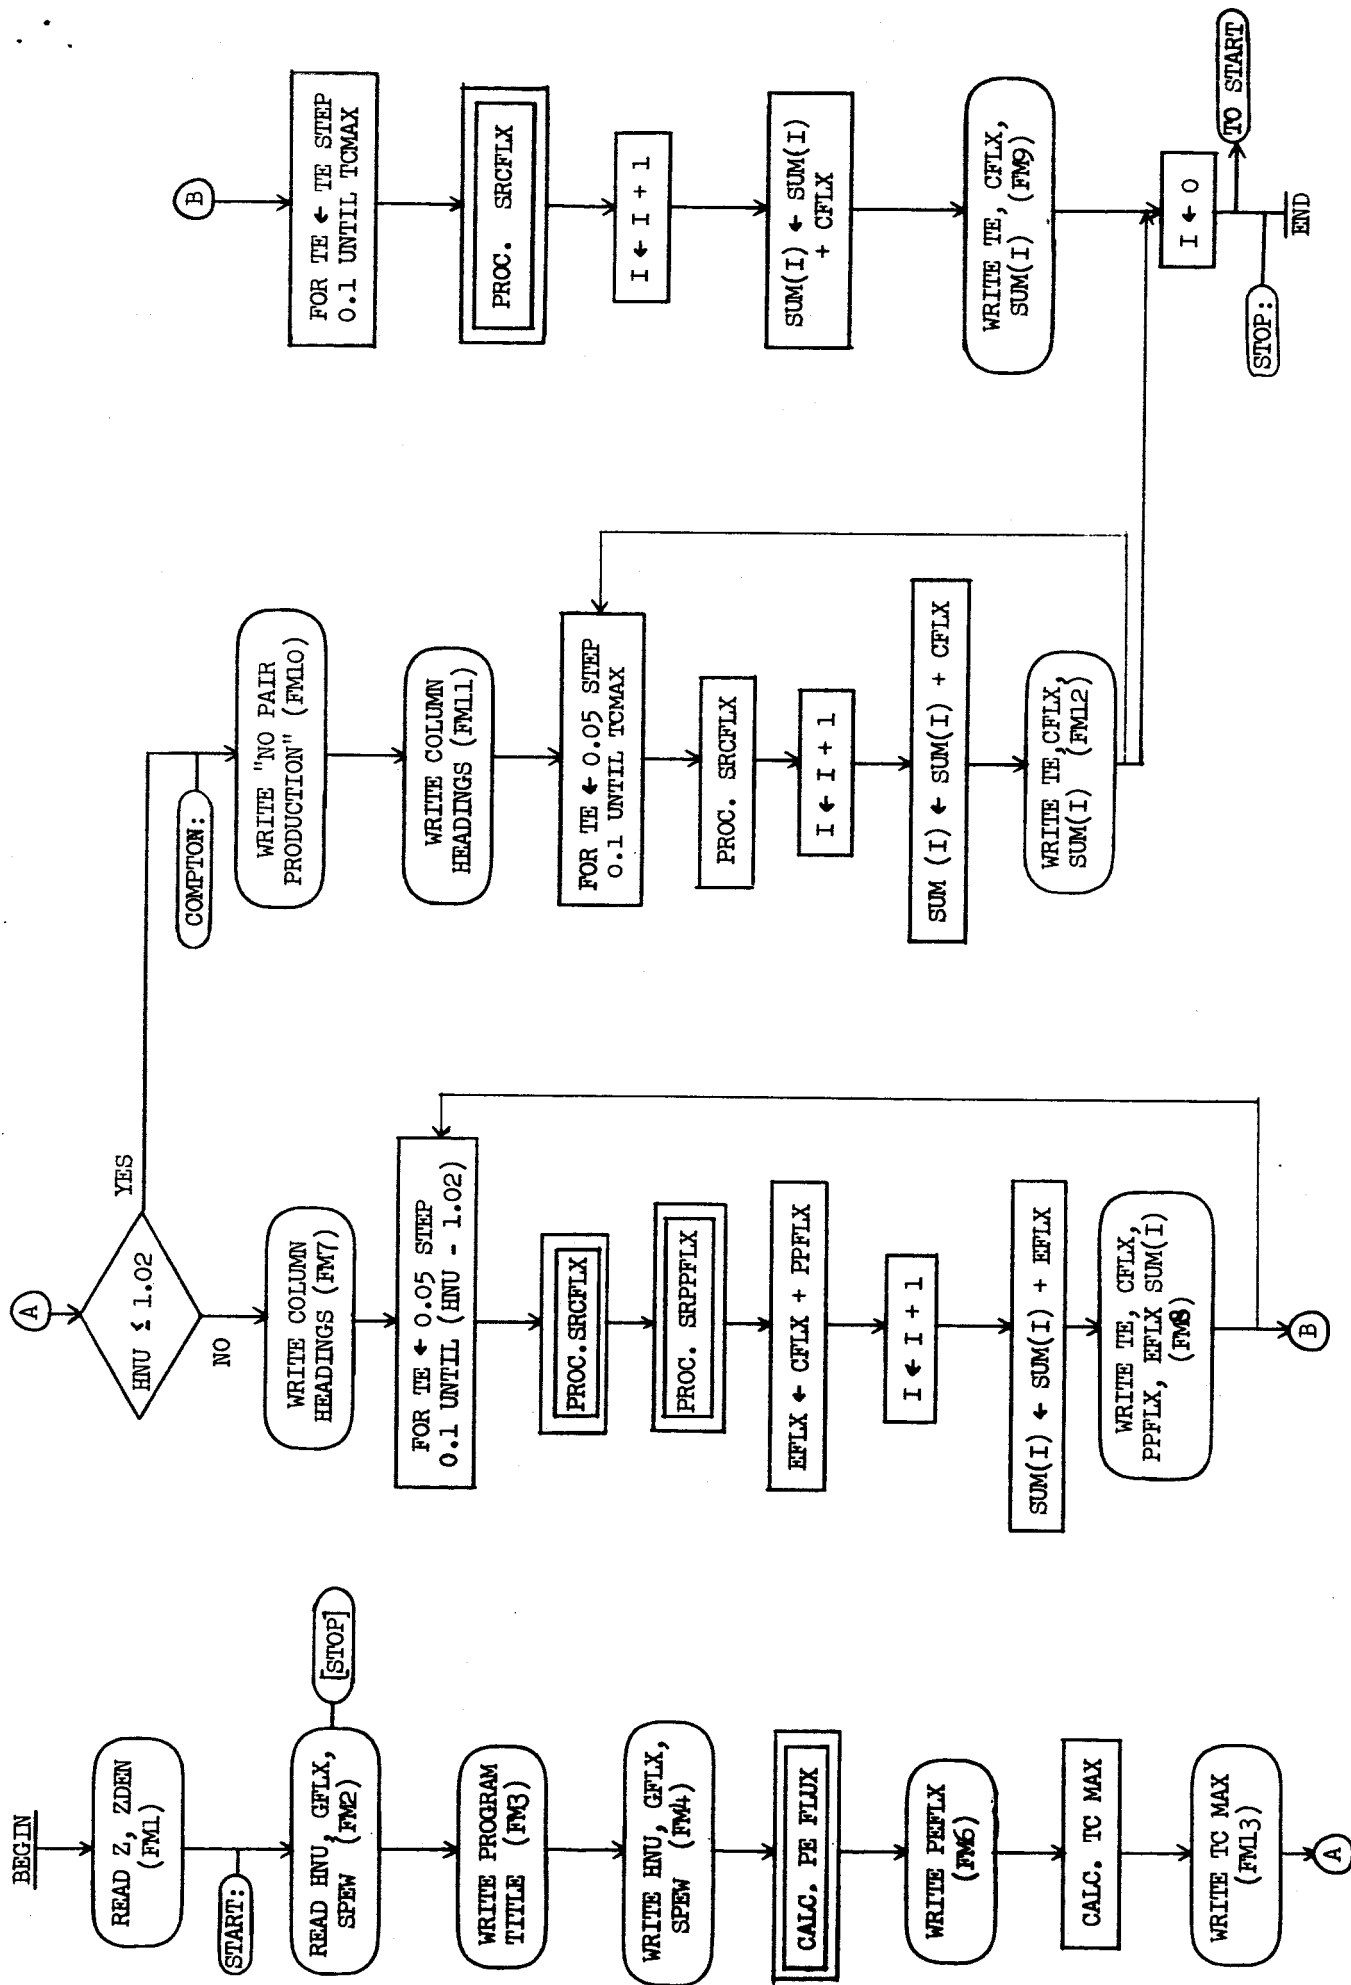 BEGIN
READ Z, ZDEN
(FM1)
START:
READ HNU, GFLX,
SPEW (FM2)
[STOP]
WRITE PROGRAM
TITLE (FM3)
WRITE HNU, GFLX,
SPEW (FM4)
CALC. PE FLUX
WRITE PEFLX
(FM6)
CALC. TC MAX
WRITE TC MAX
(FM13)
A
A
HNU ≤ 1.02
YES
NO
WRITE COLUMN
HEADINGS (FM7)
FOR TE ← 0.05 STEP
0.1 UNTIL (HNU - 1.02)
PROC.SRCFLX
PROC. SRPPFLX
EFLX ← CFLX + PPFLX
I ← I + 1
SUM(I) ← SUM(I) + EFLX
WRITE TE, CFLX,
PPFLX, EFLX SUM(I)
(FM8)
B
COMPTON:
WRITE "NO PAIR
PRODUCTION" (FM10)
WRITE COLUMN
HEADINGS (FM11)
FOR TE ← 0.05 STEP
0.1 UNTIL TCMAX
PROC. SRCFLX
I ← I + 1
SUM (I) ← SUM(I) + CFLX
WRITE TE,CFLX,
SUM(I) (FM12)
B
FOR TE ← TE STEP
0.1 UNTIL TCMAX
PROC. SRCFLX
I ← I + 1
SUM(I) ← SUM(I)
+ CFLX
WRITE TE, CFLX,
SUM(I) (FM9)
I ← 0
TO START
STOP:
END